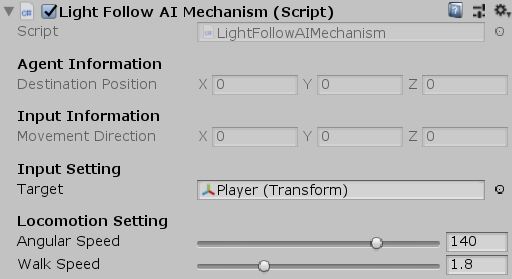 Light Follow AI Mechanism (Script)
Script LightFollowAIMechanism
Agent Information
Destination Position X 0 Y 0 Z 0
Input Information
Movement Direction X 0 Y 0 Z 0
Input Setting
Target Player (Transform)
Locomotion Setting
Angular Speed 140
Walk Speed 1.8